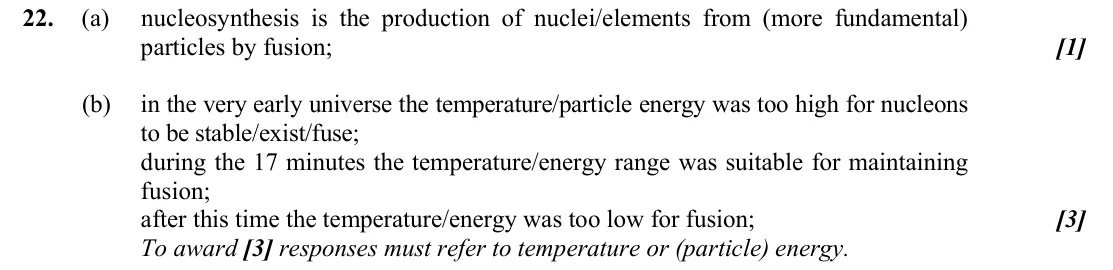 22. (a) nucleosynthesis is the production of nuclei/elements from (more fundamental)
particles by fusion; [1]
(b) in the very early universe the temperature/particle energy was too high for nucleons
to be stable/exist/fuse;
during the 17 minutes the temperature/energy range was suitable for maintaining
fusion;
after this time the temperature/energy was too low for fusion; [3]
To award [3] responses must refer to temperature or (particle) energy.